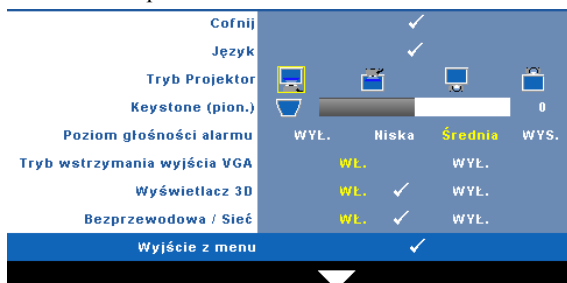 Cofnij ✓
Język ✓
Tryb Projektor
Keystone (pion.) 0
Poziom głośności alarmu WYŁ. Niska Średnia WYS.
Tryb wstrzymania wyjścia VGA WŁ. WYŁ.
Wyświetlacz 3D WŁ. ✓ WYŁ.
Bezprzewodowa / Sieć WŁ. ✓ WYŁ.
Wyjście z menu ✓